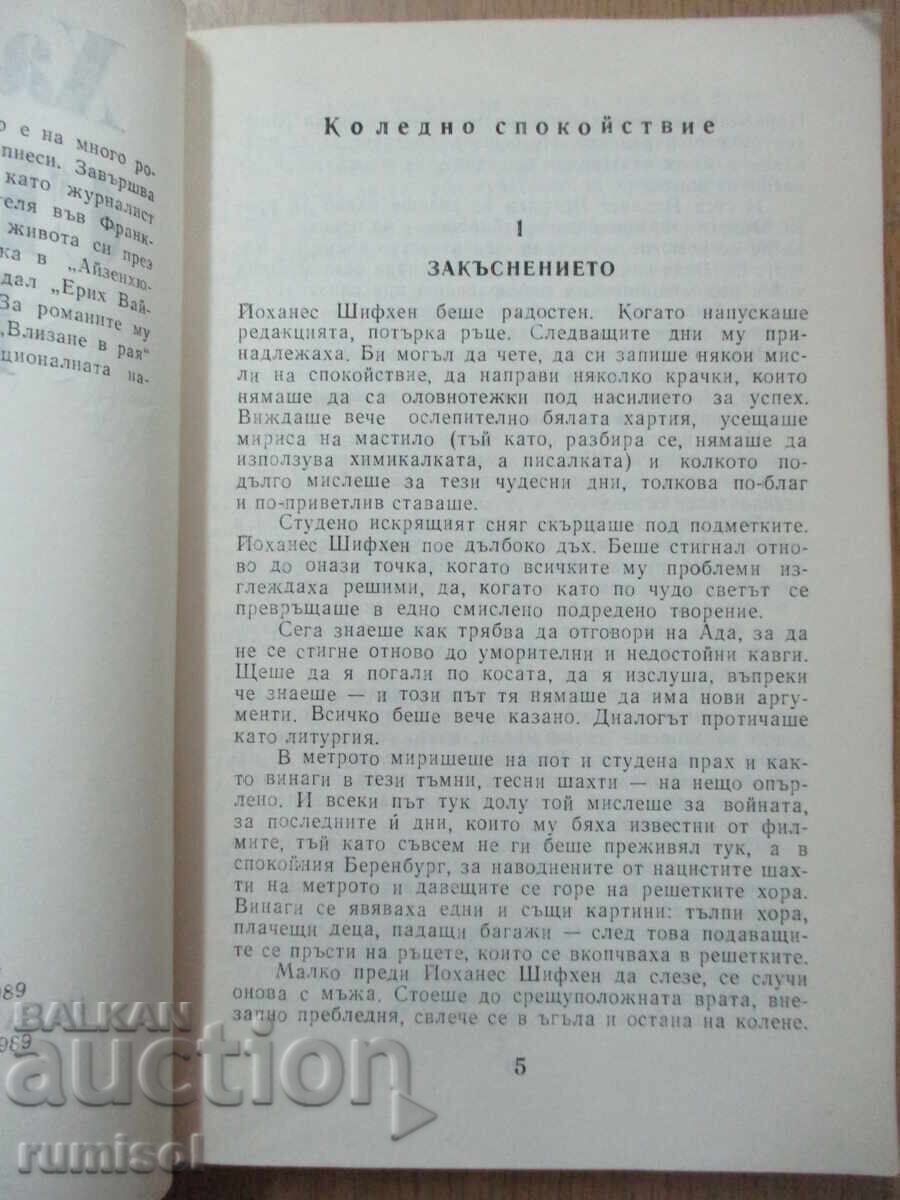 Ка
о е на много ро-
пиеси. Завършва
като журналист
теля във Франк-
живота си през
ка в „Айзенхю-
дал „Ерих Вай-
За романите му
„Влизане в рая“
ционалната на-
989
989
Коледно спокойствие
1
ЗАКЪСНЕНИЕТО
Йоханес Шифхен беше радостен. Когато напускаше
редакцията, потърка ръце. Следващите дни му при-
надлежаха. Би могъл да чете, да си запише някои мис-
ли на спокойствие, да направи няколко крачки, които
нямаше да са оловнотежки под насилието за успех.
Виждаше вече ослепително бялата хартия, усещаше
мириса на мастило (тъй като, разбира се, нямаше да
използува химикалката, а писалката) и колкото по-
дълго мислеше за тези чудесни дни, толкова по-благ
и по-приветлив ставаше.
Студено искрящият сняг скърцаше под подметките.
Йоханес Шифхен пое дълбоко дъх. Беше стигнал отно-
во до онази точка, когато всичките му проблеми из-
глеждаха решими, да, когато като по чудо светът се
превръщаше в едно смислено подредено творение.
Сега знаеше как трябва да отговори на Ада, за да
не се стигне отново до уморителни и недостойни кавги.
Щеше да я погали по косата, да я изслуша, въпреки
че знаеше — и този път тя нямаше да има нови аргу-
менти. Всичко беше вече казано. Диалогът протичаше
като литургия.
В метрото миришеше на пот и студена прах и как-
то винаги в тези тъмни, тесни шахти — на нещо опър-
лено. И всеки път тук долу той мислеше за войната,
за последните ѝ дни, които му бяха известни от фил-
мите, тъй като съвсем не ги беше преживял тук, а в
спокойния Беренбург, за наводнените от нацистите шах-
ти на метрото и давещите се горе на решетките хора.
Винаги се явяваха едни и същи картини: тълпи хора,
плачещи деца, падащи багажи — след това подаващи-
те се пръсти на ръцете, които се вкопчваха в решетките.
Малко преди Йоханес Шифхен да слезе, се случи
онова с мъжа. Стоеше до срещуположната врата, вне-
запно пребледня, свлече се в ъгъла и остана на колене.
5
BALKAN
auction
rumisol